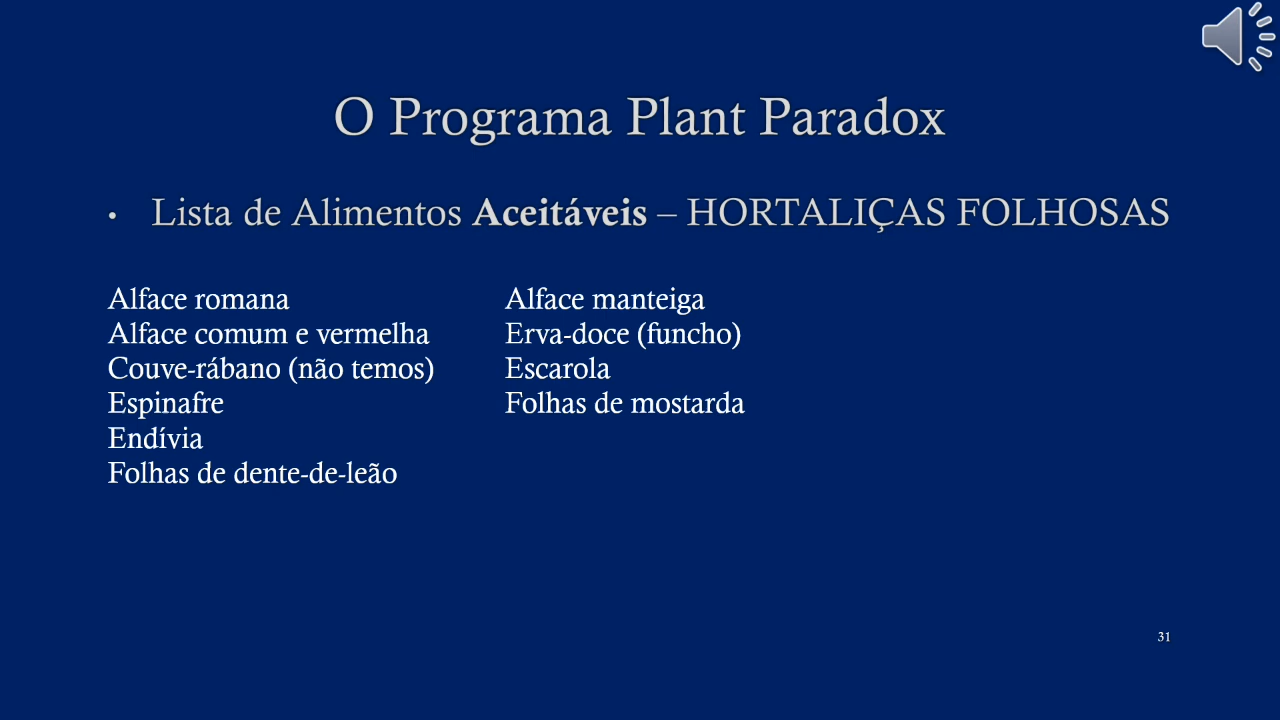 O Programa Plant Paradox
• Lista de Alimentos Aceitáveis – HORTALIÇAS FOLHOSAS
Alface romana
Alface comum e vermelha
Couve-rábano (não temos)
Espinafre
Endívia
Folhas de dente-de-leão
Alface manteiga
Erva-doce (funcho)
Escarola
Folhas de mostarda
31